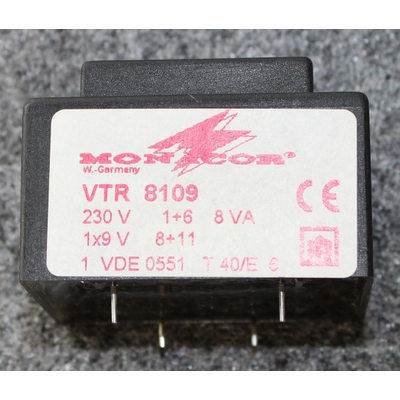 MONACOR®
W.-Germany
VTR 8109
230 V 1+6 8 VA
1x9 V 8+11
1 VDE 0551 T 40/E 6
CE